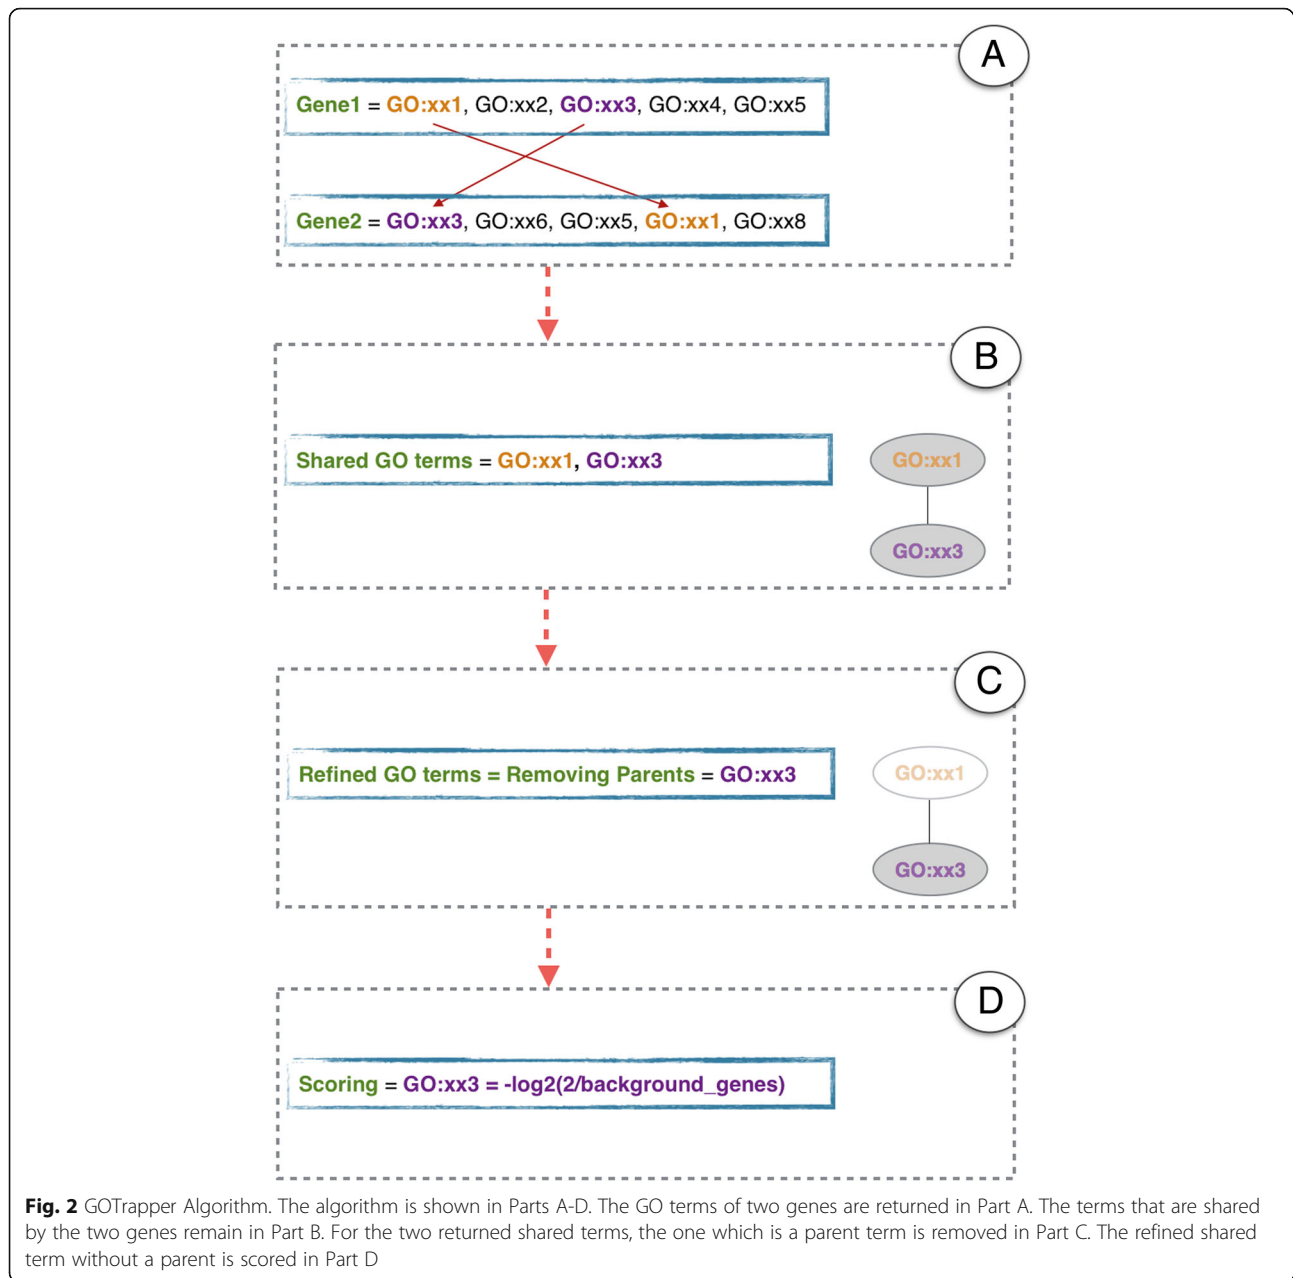 A
Gene1 = GO:xx1, GO:xx2, GO:xx3, GO:xx4, GO:xx5
Gene2 = GO:xx3, GO:xx6, GO:xx5, GO:xx1, GO:xx8
B
Shared GO terms = GO:xx1, GO:xx3
GO:xx1
GO:xx3
C
Refined GO terms = Removing Parents = GO:xx3
GO:xx1
GO:xx3
D
Scoring = GO:xx3 = -log2(2/background_genes)
Fig. 2 GOTrapper Algorithm. The algorithm is shown in Parts A-D. The GO terms of two genes are returned in Part A. The terms that are shared
by the two genes remain in Part B. For the two returned shared terms, the one which is a parent term is removed in Part C. The refined shared
term without a parent is scored in Part D